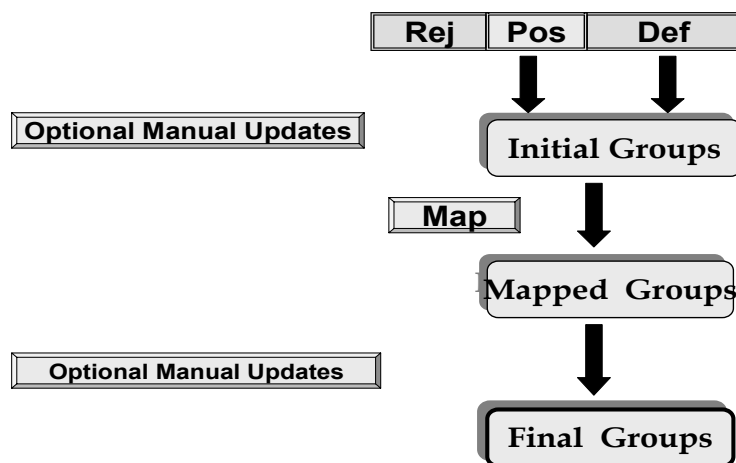 Rej Pos Def
Optional Manual Updates
Initial Groups
Map
Mapped Groups
Optional Manual Updates
Final Groups